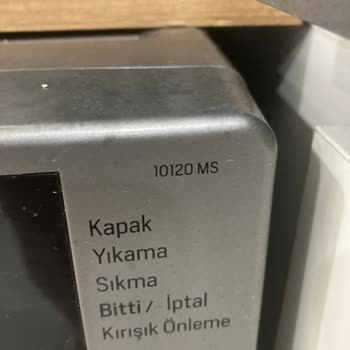 10120 MS
Kapak
Yıkama
Sıkma
Bitti / İptal
Kırışık Önleme